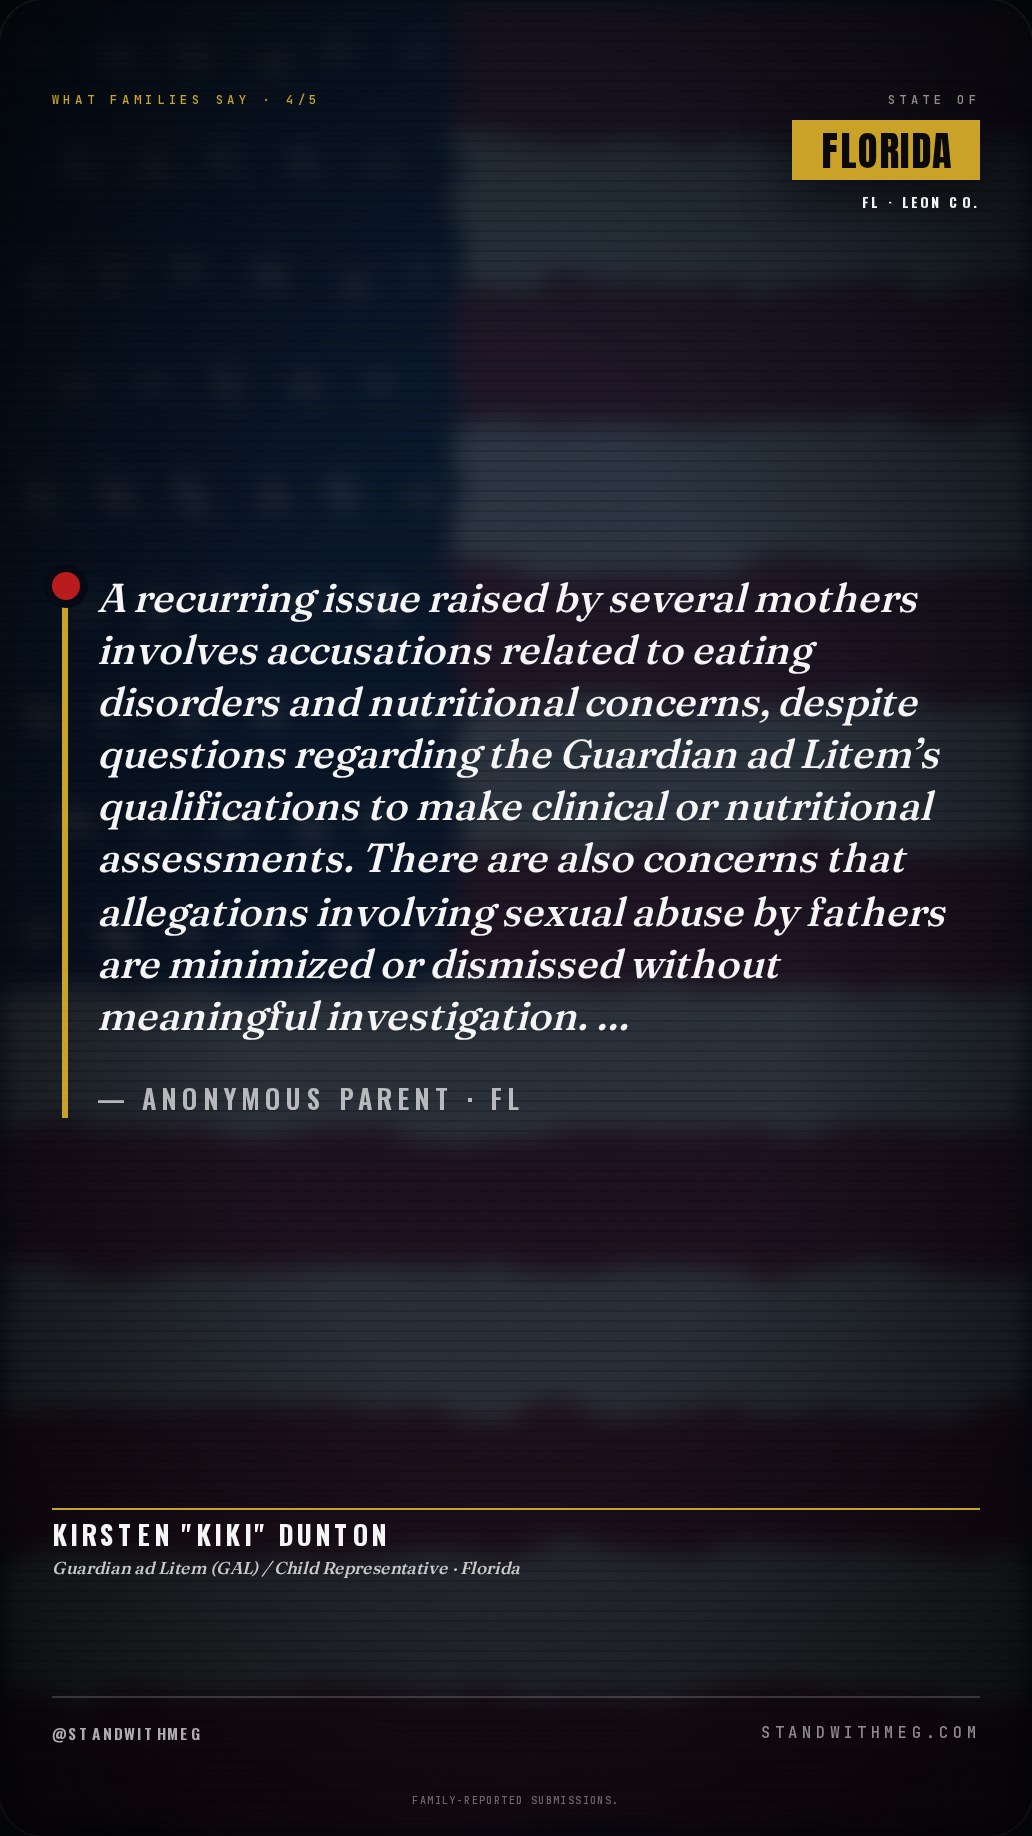 WHAT FAMILIES SAY · 4/5
STATE OF
FLORIDA
FL · LEON CO.
A recurring issue raised by several mothers
involves accusations related to eating
disorders and nutritional concerns, despite
questions regarding the Guardian ad Litem’s
qualifications to make clinical or nutritional
assessments. There are also concerns that
allegations involving sexual abuse by fathers
are minimized or dismissed without
meaningful investigation. ...
— ANONYMOUS PARENT · FL
KIRSTEN "KIKI" DUNTON
Guardian ad Litem (GAL) / Child Representative · Florida
@STANDWITHMEG
STANDWITHMEG.COM
FAMILY-REPORTED SUBMISSIONS.